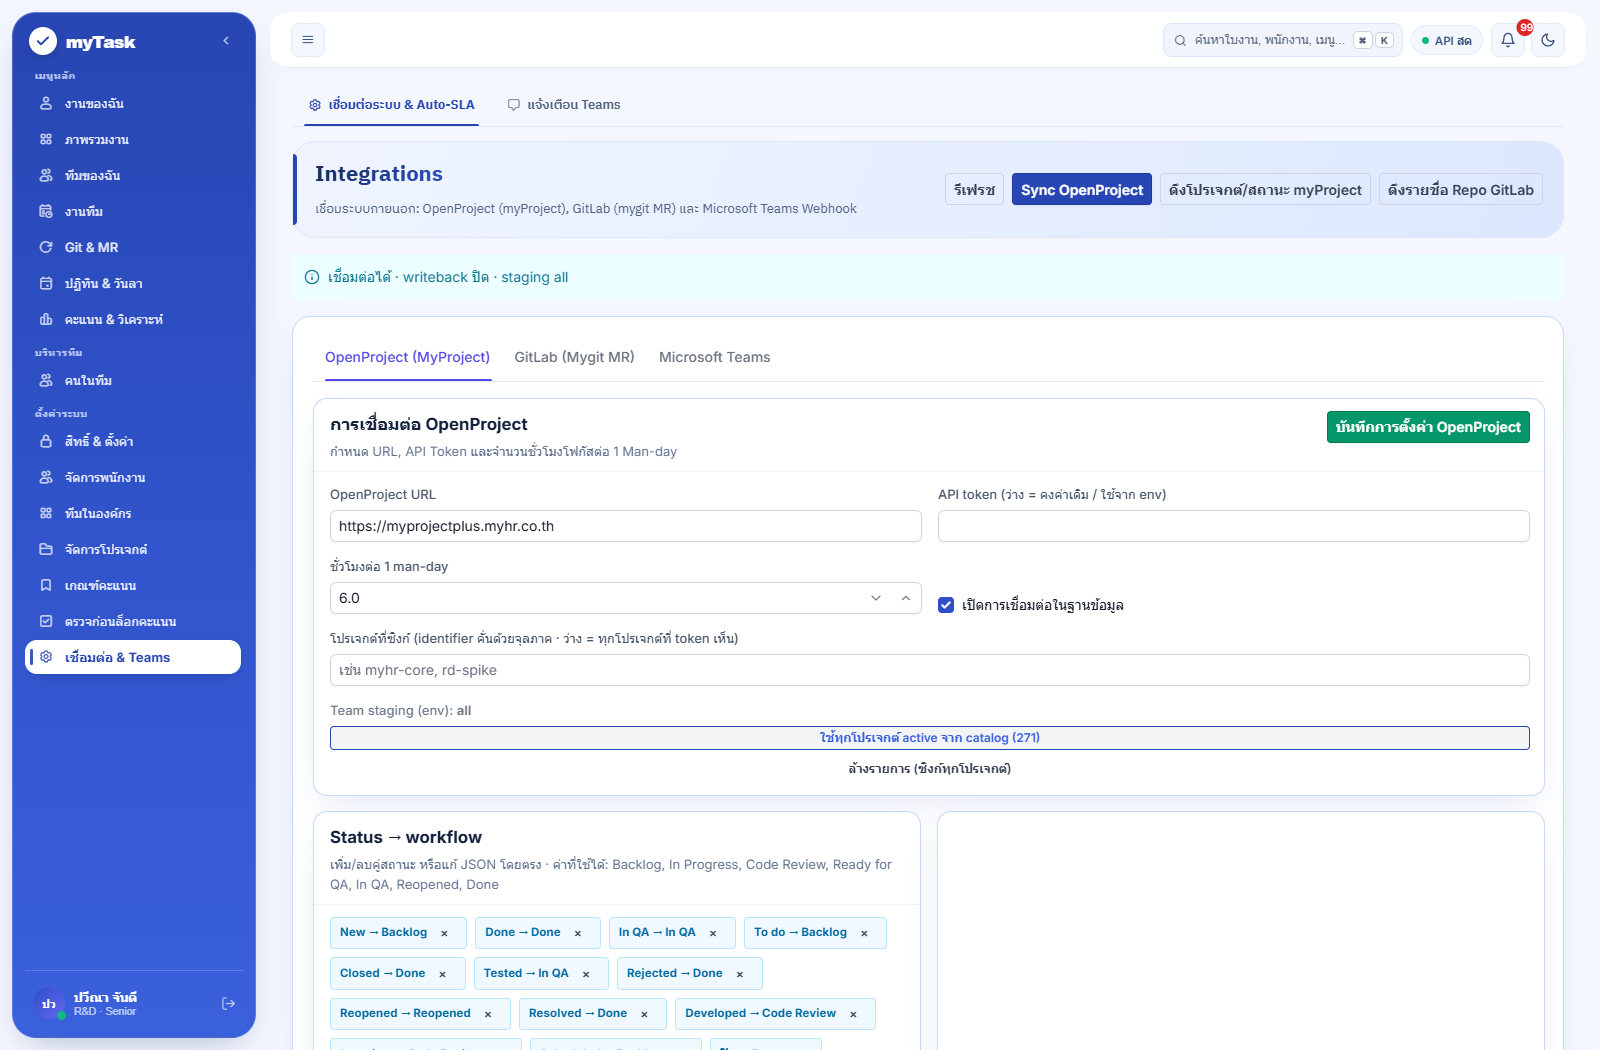 myTask
เมนูหลัก
งานของฉัน
ภาพรวมงาน
ทีมของฉัน
งานทีม
Git & MR
ปฏิทิน & วันลา
คะแนน & วิเคราะห์
บริหารทีม
คนในทีม
ตั้งค่าระบบ
สิทธิ์ & ตั้งค่า
จัดการพนักงาน
ทีมในองค์กร
จัดการโปรเจกต์
เกณฑ์คะแนน
ตรวจก่อนล็อกคะแนน
เชื่อมต่อ & Teams
ปว
ปวีณา จันดี
R&D · Senior
ค้นหาใบงาน, พนักงาน, เมนู... ⌘ K
API สด
99
เชื่อมต่อระบบ & Auto-SLA
แจ้งเตือน Teams
Integrations
เชื่อมระบบภายนอก: OpenProject (myProject), GitLab (mygit MR) และ Microsoft Teams Webhook
รีเฟรช
Sync OpenProject
ดึงโปรเจกต์/สถานะ myProject
ดึงรายชื่อ Repo GitLab
เชื่อมต่อได้ · writeback ปิด · staging all
OpenProject (MyProject)
GitLab (Mygit MR)
Microsoft Teams
การเชื่อมต่อ OpenProject
กำหนด URL, API Token และจำนวนชั่วโมงโฟกัสต่อ 1 Man-day
บันทึกการตั้งค่า OpenProject
OpenProject URL
https://myprojectplus.myhr.co.th
API token (ว่าง = คงค่าเดิม / ใช้จาก env)
ชั่วโมงต่อ 1 man-day
6.0
เปิดการเชื่อมต่อในฐานข้อมูล
โปรเจกต์ที่ซิงก์ (identifier คั่นด้วยจุลภาค · ว่าง = ทุกโปรเจกต์ที่ token เห็น)
เช่น myhr-core, rd-spike
Team staging (env): all
ใช้ทุกโปรเจกต์ active จาก catalog (271)
ล้างรายการ (ซิงก์ทุกโปรเจกต์)
Status → workflow
เพิ่ม/ลบคู่สถานะ หรือแก้ JSON โดยตรง · ค่าที่ใช้ได้: Backlog, In Progress, Code Review, Ready for
QA, In QA, Reopened, Done
New → Backlog ×
Done → Done ×
In QA → In QA ×
To do → Backlog ×
Closed → Done ×
Tested → In QA ×
Rejected → Done ×
Reopened → Reopened ×
Resolved → Done ×
Developed → Code Review ×